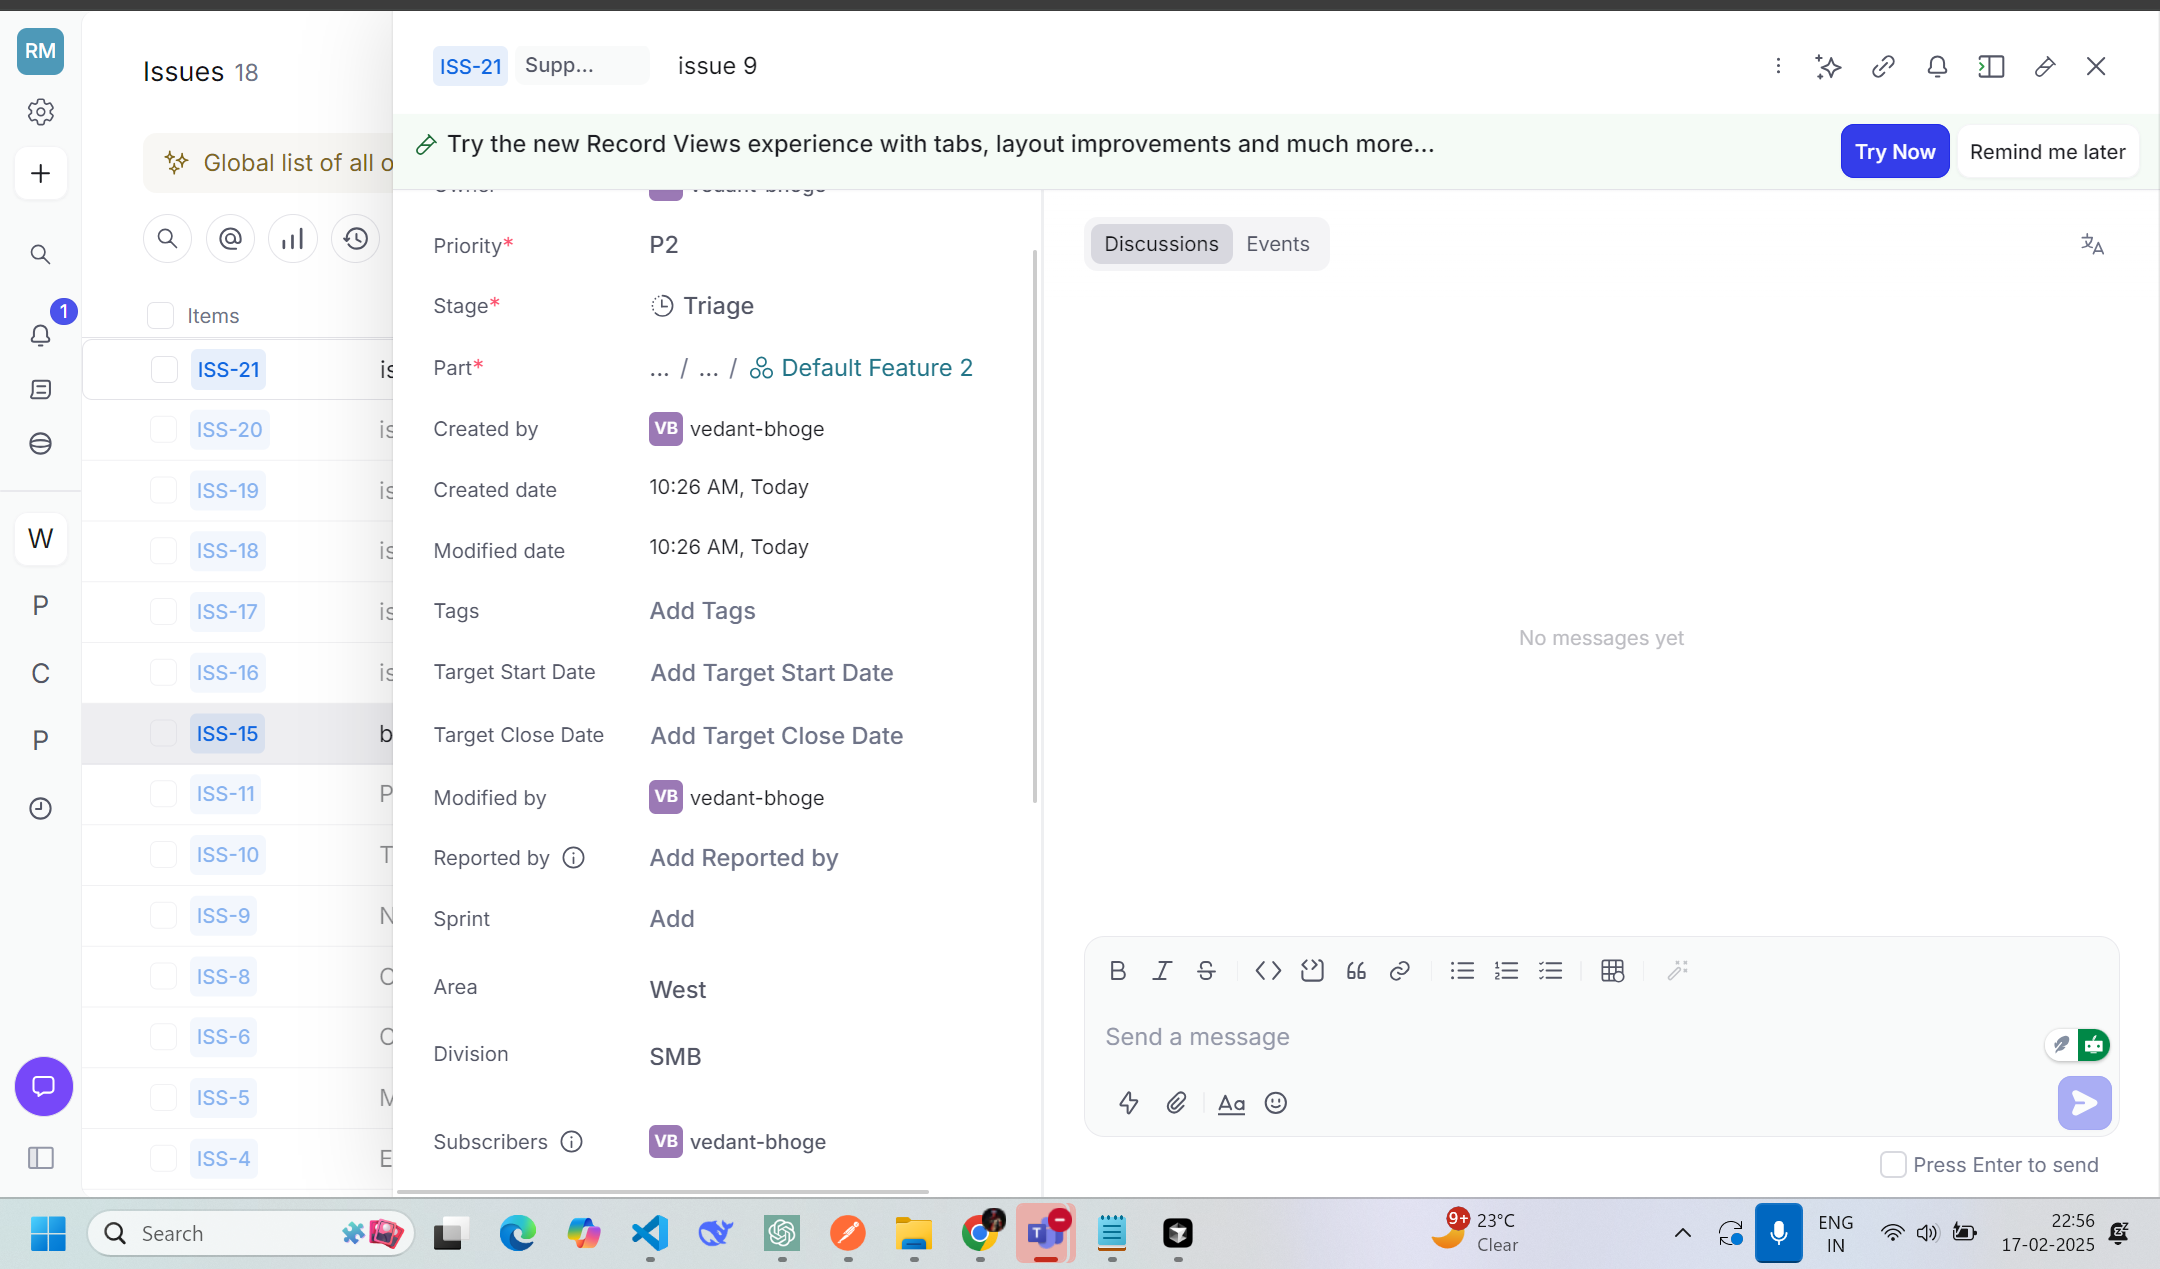 RM
Issues 18
ISS-21 Supp... issue 9
Try the new Record Views experience with tabs, layout improvements and much more...
Try Now
Remind me later
Global list of all o
Priority* P2
Stage* Triage
Part* ... / ... / Default Feature 2
Created by VB vedant-bhoge
Created date 10:26 AM, Today
Modified date 10:26 AM, Today
Tags Add Tags
Target Start Date Add Target Start Date
Target Close Date Add Target Close Date
Modified by VB vedant-bhoge
Reported by Add Reported by
Sprint Add
Area West
Division SMB
Subscribers VB vedant-bhoge
Discussions Events
No messages yet
Send a message
Aa
Press Enter to send
1
W
P
C
P
Items
ISS-21 is
ISS-20 is
ISS-19 is
ISS-18 is
ISS-17 is
ISS-16 is
ISS-15 b
ISS-11 P
ISS-10 T
ISS-9 N
ISS-8 C
ISS-6 C
ISS-5 M
ISS-4 E
Search
9+
23°C
Clear
ENG
IN
22:56
17-02-2025